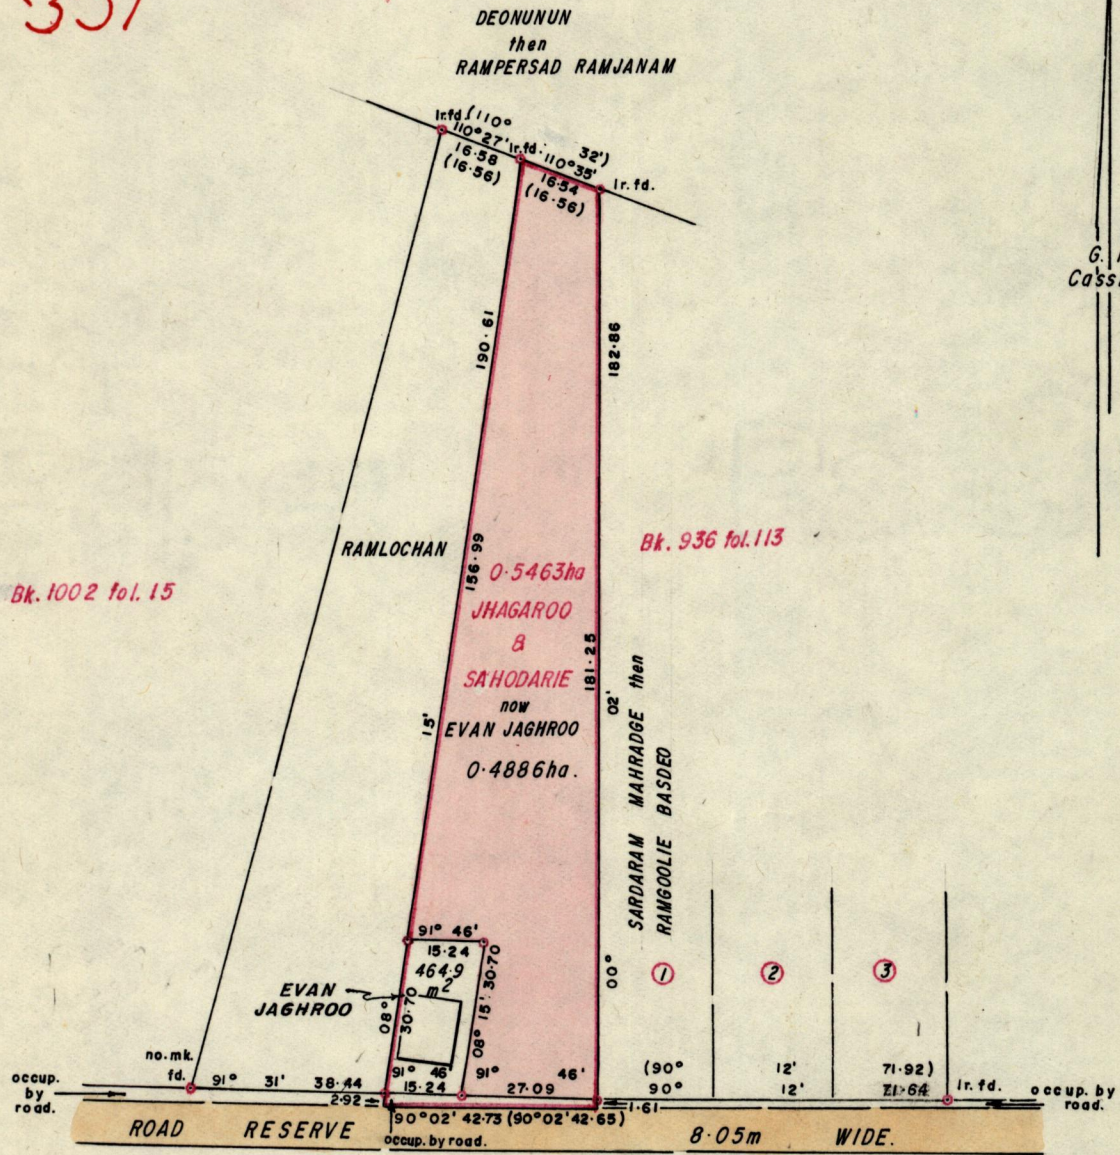 357
DEONUNUN
then
RAMPERSAD RAMJANAM
Ir.fd.
(110°
110°27'
Ir.fd.
110°35'
32')
Ir. fd.
16·58
(16·56)
16·54
(16·56)
190·61
182·86
RAMLOCHAN
156·99
Bk. 936 fol. 113
Bk. 1002 fol. 15
0·5463ha
JHAGAROO
&
SAHODARIE
now
EVAN JAGHROO
0·4886ha.
15'
181·25
02'
00°
SARDARAM MAHRADGE then
RAMGOOLIE BASDEO
91° 46'
15·24
464·9
m²
EVAN
JAGHROO
08°
30·70
08° 15' 30·70
1
2
3
no. mk.
fd.
occup.
by
road.
91° 31' 38·44
2·92
91° 46
15·24
91° 46'
27·09
1·61
(90° 12' 71·92)
90° 12' 71·64
Ir. fd.
occup. by
road.
90°02' 42·73 (90°02' 42·65)
occup. by road.
ROAD RESERVE 8·05m WIDE.